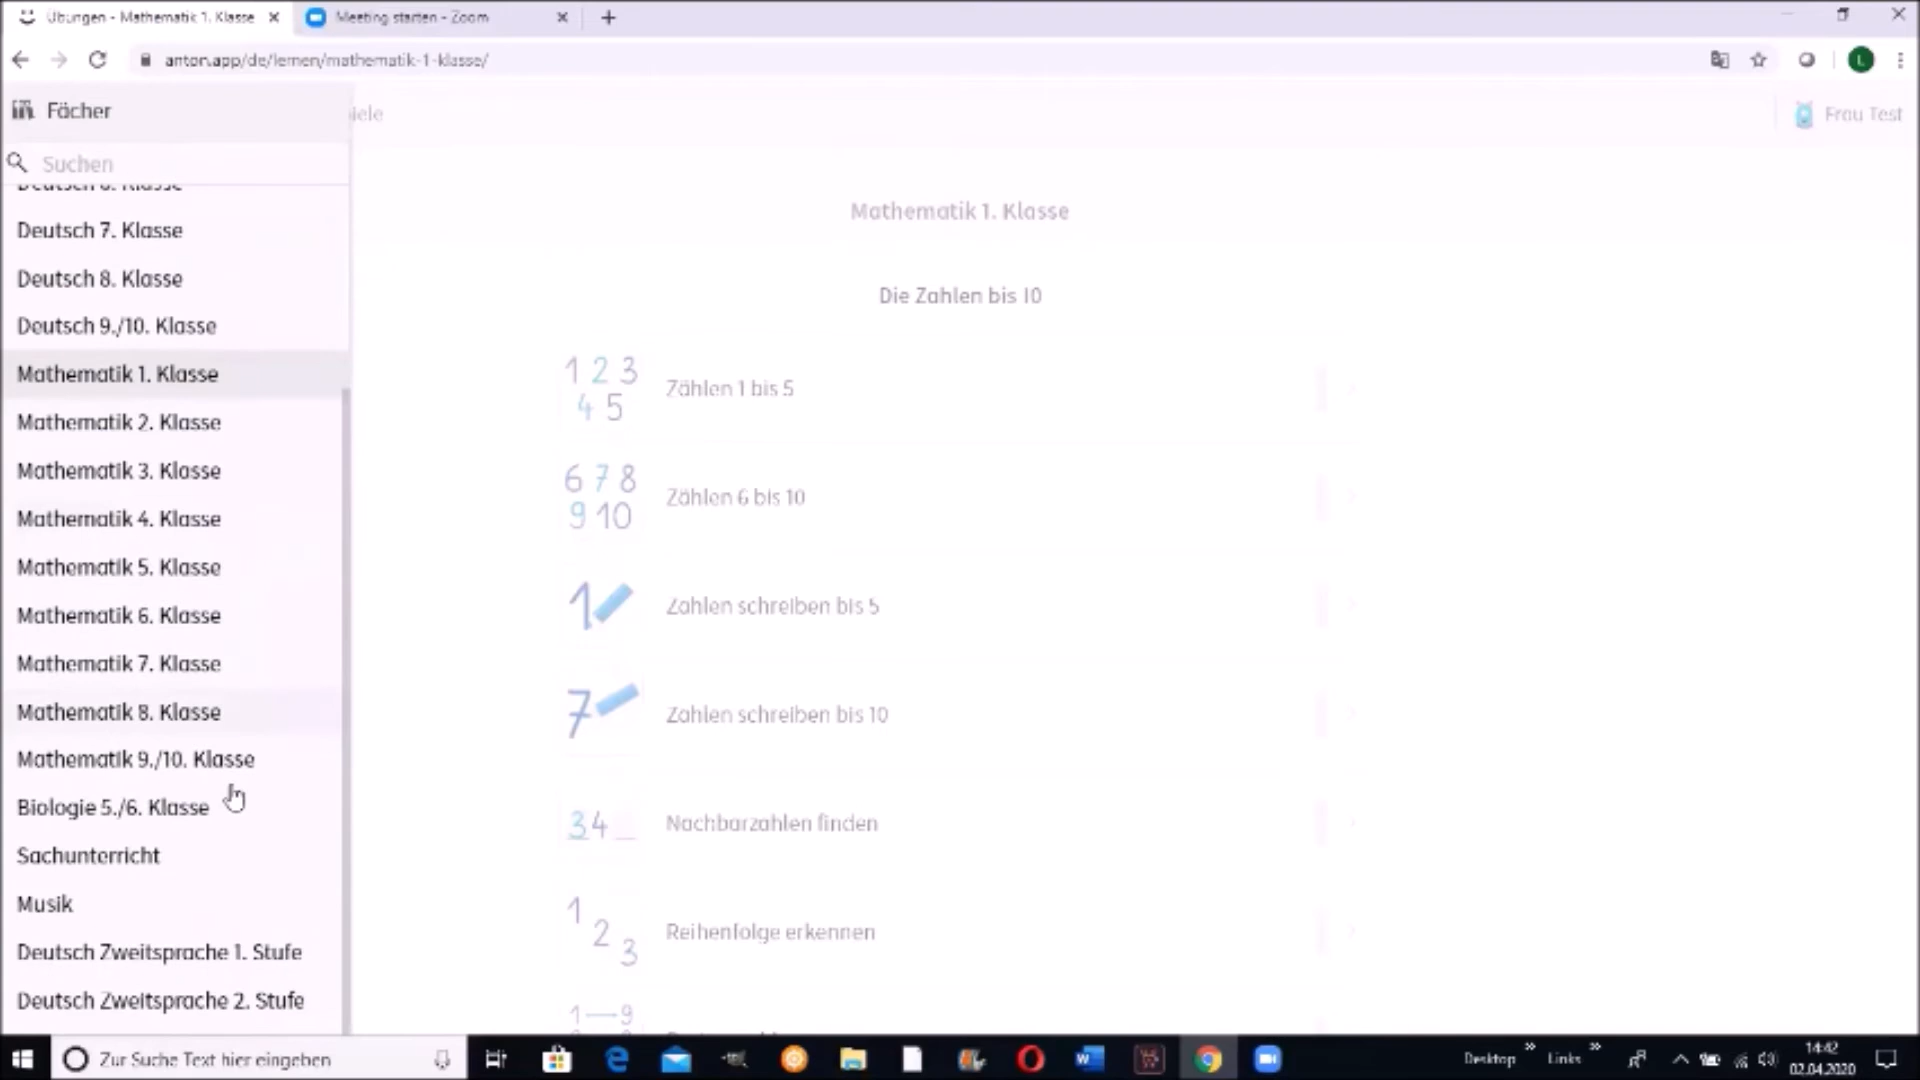 Übungen - Mathematik 1. Klasse
Meeting starten - Zoom
anton.app/de/lernen/mathematik-1-klasse/
L
Fächer
iele
Frau Test
Suchen
Deutsch 7. Klasse
Deutsch 8. Klasse
Deutsch 9./10. Klasse
Mathematik 1. Klasse
Mathematik 2. Klasse
Mathematik 3. Klasse
Mathematik 4. Klasse
Mathematik 5. Klasse
Mathematik 6. Klasse
Mathematik 7. Klasse
Mathematik 8. Klasse
Mathematik 9./10. Klasse
Biologie 5./6. Klasse
Sachunterricht
Musik
Deutsch Zweitsprache 1. Stufe
Deutsch Zweitsprache 2. Stufe
Mathematik 1. Klasse
Die Zahlen bis 10
1 2 3
4 5
Zählen 1 bis 5
6 7 8
9 10
Zählen 6 bis 10
1
Zahlen schreiben bis 5
7
Zahlen schreiben bis 10
3 4 _
Nachbarzahlen finden
1
2
3
Reihenfolge erkennen
1—9
Zur Suche Text hier eingeben
Desktop
Links
14:42
02.04.2020